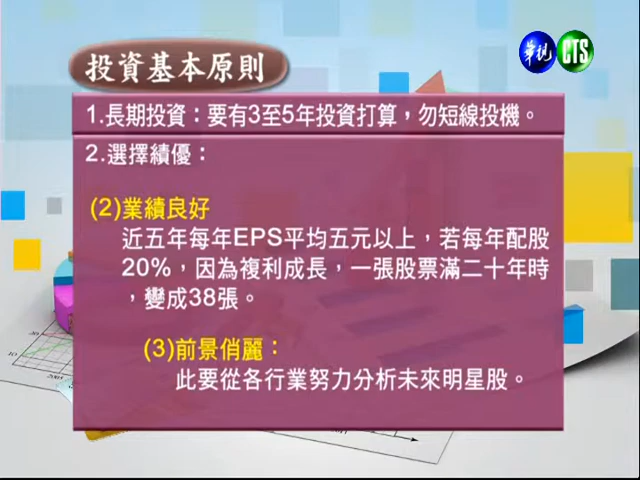 華視 CTS
投資基本原則
1.長期投資：要有3至5年投資打算，勿短線投機。
2.選擇績優：
(2)業績良好
近五年每年EPS平均五元以上，若每年配股
20%，因為複利成長，一張股票滿二十年時
，變成38張。
(3)前景俏麗：
此要從各行業努力分析未來明星股。